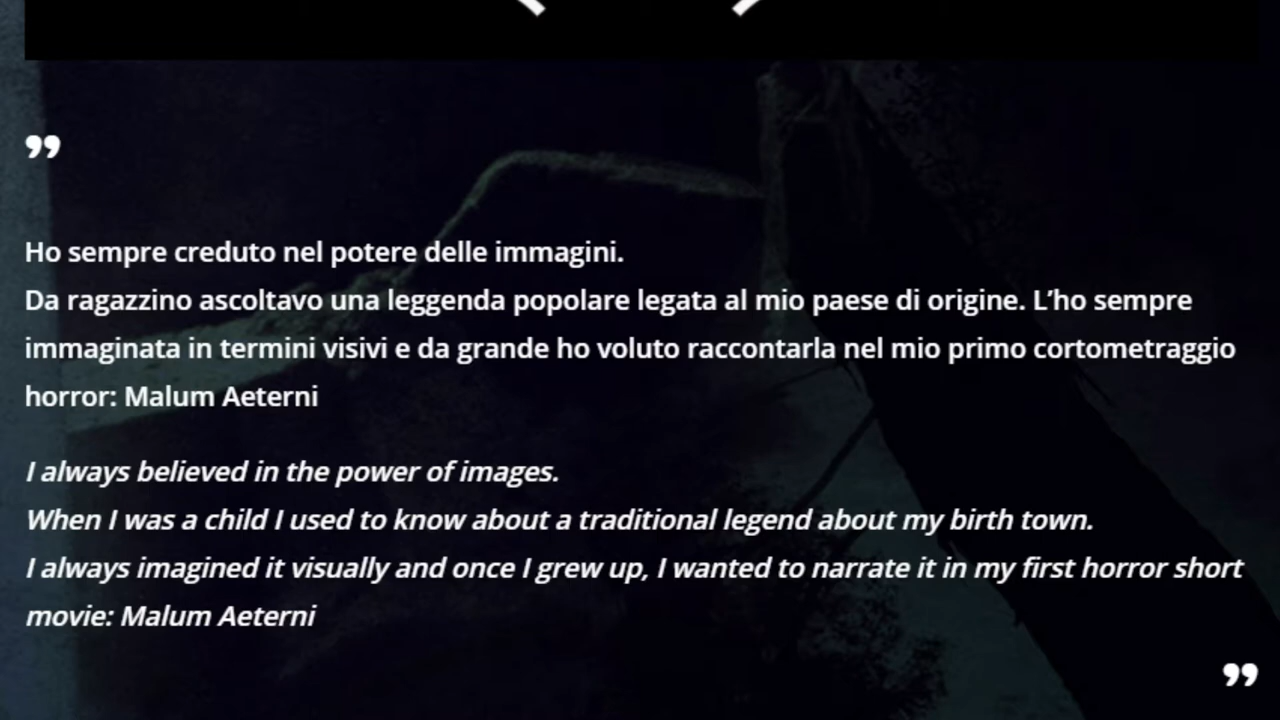 ”
Ho sempre creduto nel potere delle immagini.
Da ragazzino ascoltavo una leggenda popolare legata al mio paese di origine. L’ho sempre
immaginata in termini visivi e da grande ho voluto raccontarla nel mio primo cortometraggio
horror: Malum Aeterni
I always believed in the power of images.
When I was a child I used to know about a traditional legend about my birth town.
I always imagined it visually and once I grew up, I wanted to narrate it in my first horror short
movie: Malum Aeterni
”